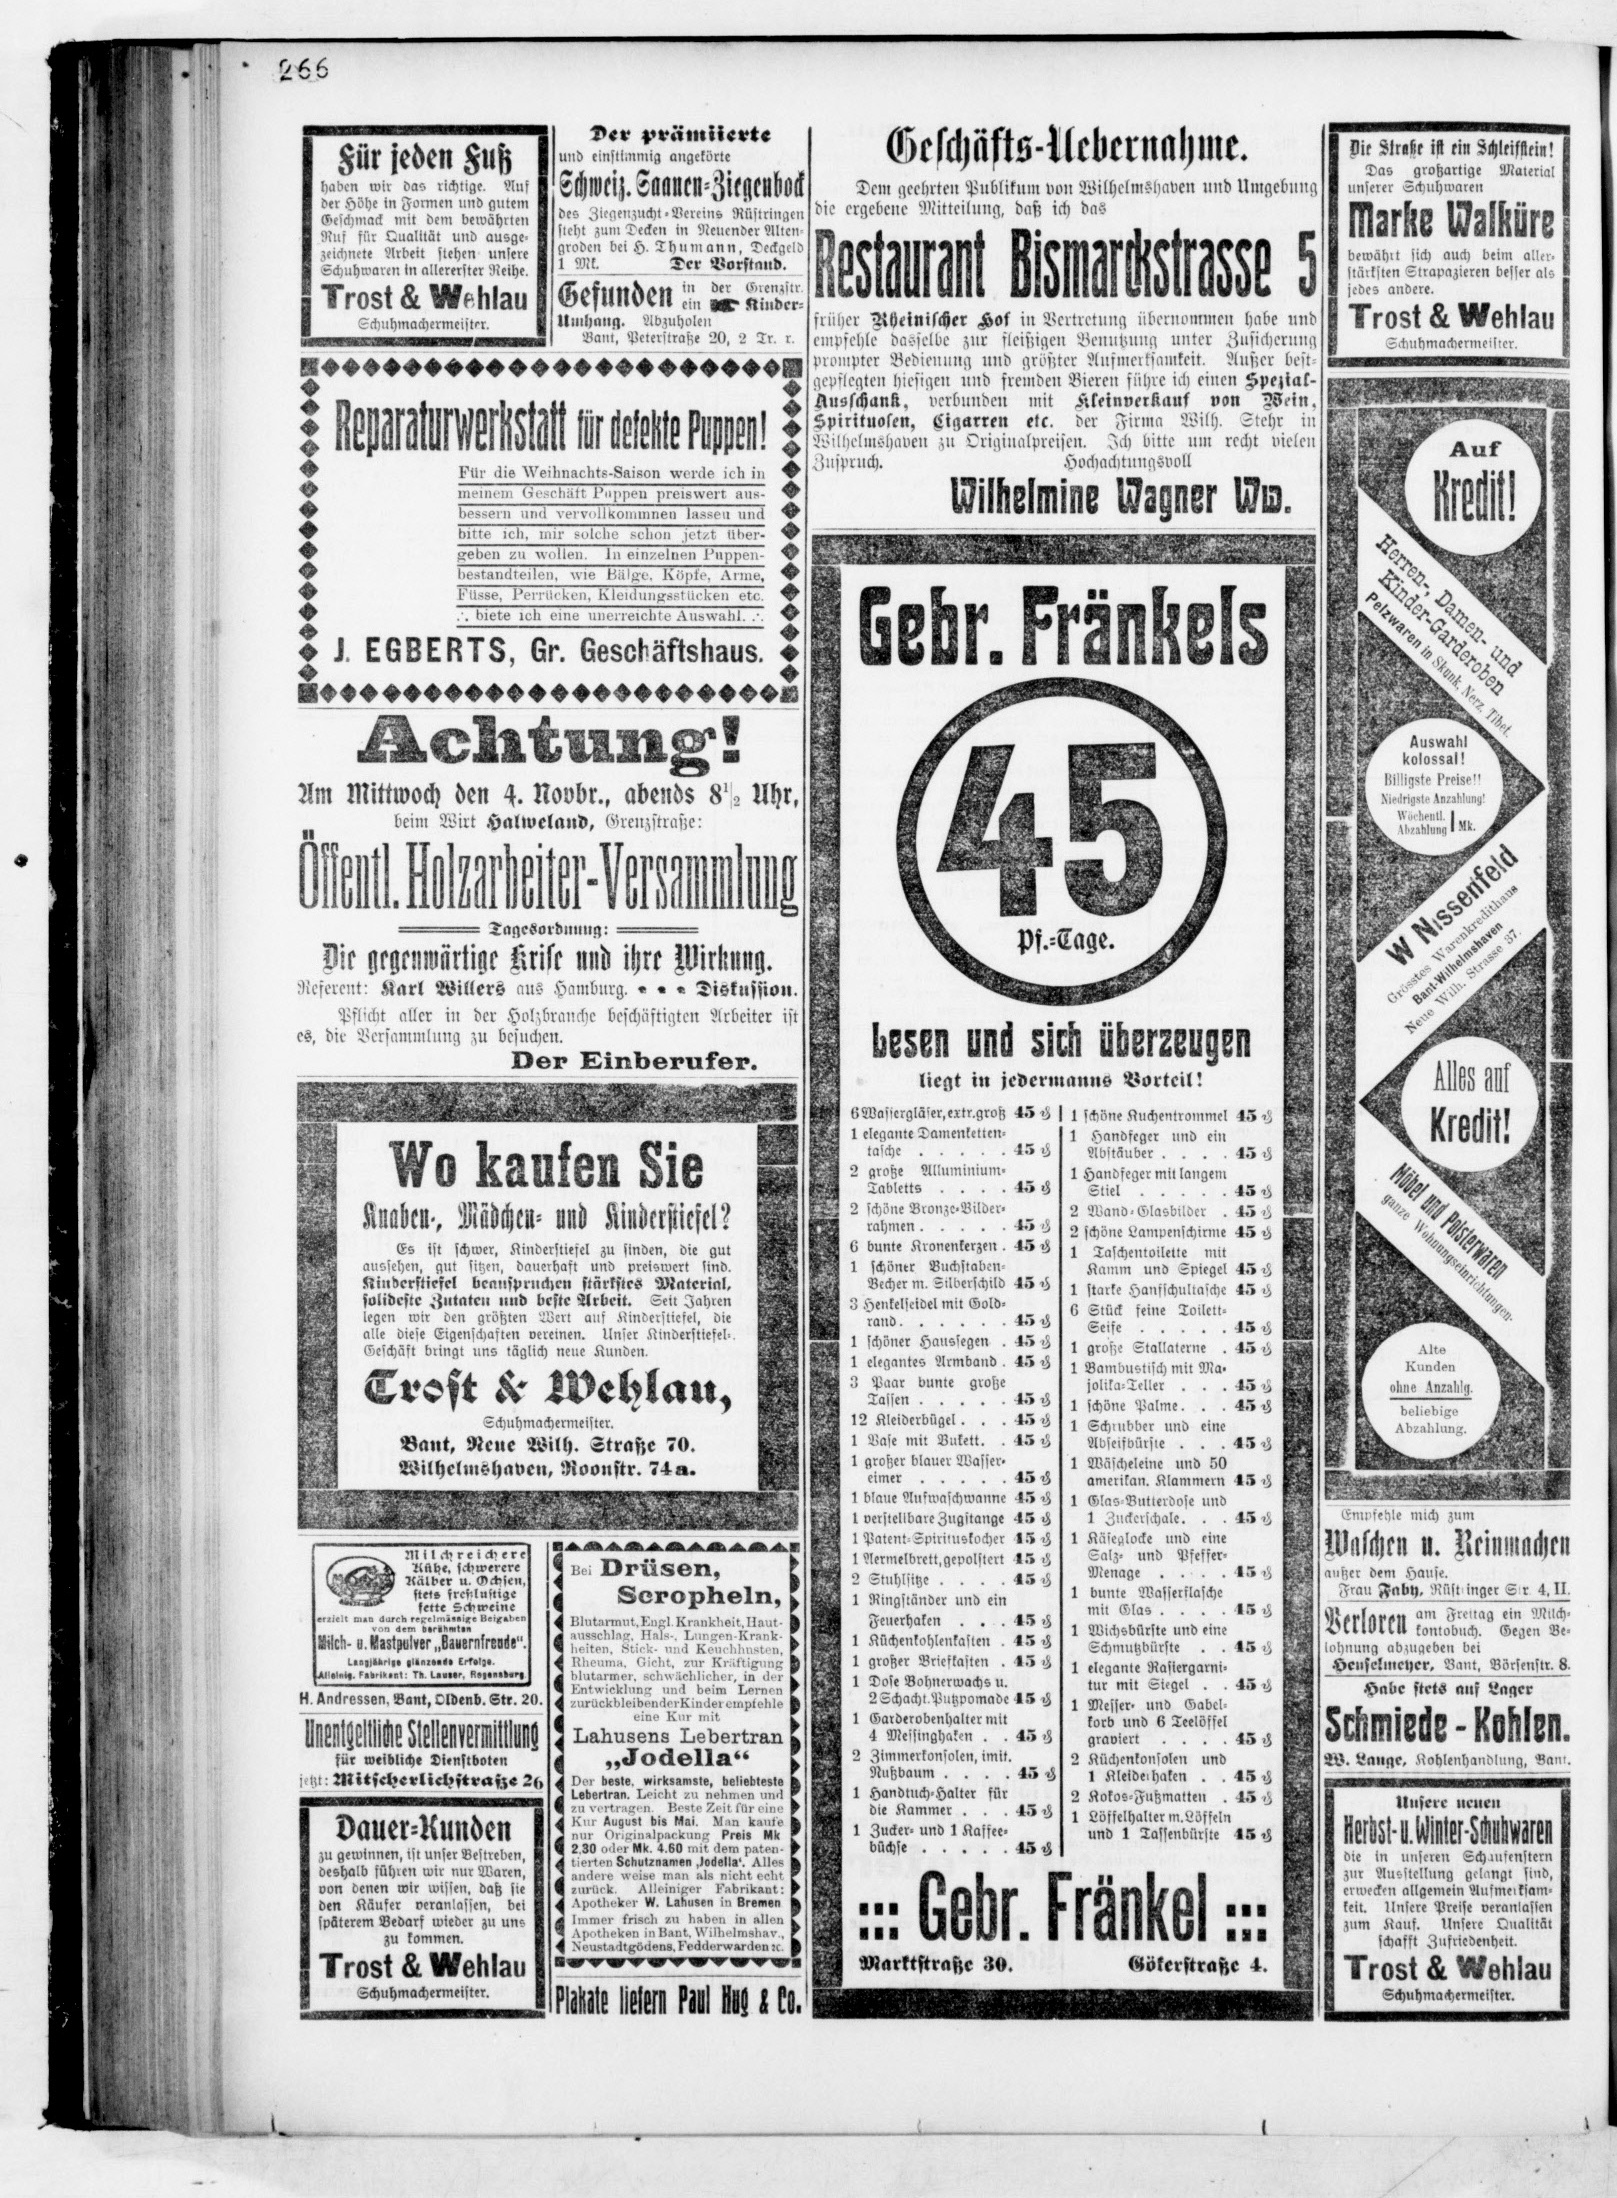 266
Für jeden Fuß
haben wir das richtige. Auf
der Höhe in Formen und gutem
Geschmack mit dem bewährten
Ruf für Qualität und ausge-
zeichnete Arbeit stehen unsere
Schuhwaren in allererster Reihe.
Trost & Wehlau
Schuhmachermeister.
Der prämiierte
und einstimmig angekörte
Schweiz. Saanen-Ziegenbock
des Ziegenzucht-Vereins Rüstringen
steht zum Decken in Neuender Alten-
groden bei H. Thumann, Deckgeld
1 Mk. Der Vorstand.
Gefunden in der Grenzstr.
ein Kinder-
Umhang. Abzuholen
Bant, Peterstraße 20, 2 Tr. r.
Reparaturwerkstatt für defekte Puppen!
Für die Weihnachts-Saison werde ich in
meinem Geschäft Puppen preiswert aus-
bessern und vervollkommnen lassen und
bitte ich, mir solche schon jetzt über-
geben zu wollen. In einzelnen Puppen-
bestandteilen, wie Bälge, Köpfe, Arme,
Füsse, Perrücken, Kleidungsstücken etc.
∴ biete ich eine unerreichte Auswahl. ∴
J. EGBERTS, Gr. Geschäftshaus.
Achtung!
Am Mittwoch den 4. Novbr., abends 8 1/2 Uhr,
beim Wirt Halweland, Grenzstraße:
Öffentl. Holzarbeiter-Versammlung
Tagesordnung:
Die gegenwärtige Krise und ihre Wirkung.
Referent: Karl Willers aus Hamburg. * * * Diskussion.
Pflicht aller in der Holzbranche beschäftigten Arbeiter ist
es, die Versammlung zu besuchen.
Der Einberufer.
Wo kaufen Sie
Knaben-, Mädchen- und Kinderstiefel?
Es ist schwer, Kinderstiefel zu finden, die gut
aussehen, gut sitzen, dauerhaft und preiswert sind.
Kinderstiefel beanspruchen stärkstes Material,
solideste Zutaten und beste Arbeit. Seit Jahren
legen wir den größten Wert auf Kinderstiefel, die
alle diese Eigenschaften vereinen. Unser Kinderstiefel-
Geschäft bringt uns täglich neue Kunden.
Trost & Wehlau,
Schuhmachermeister.
Bant, Neue Wilh. Straße 70.
Wilhelmshaven, Roonstr. 74a.
Milchreichere
Kühe, schwerere
Kälber u. Ochsen,
stets freßlustige
fette Schweine
erzielt man durch regelmässige Beigaben
von dem berühmten
Milch- u. Mastpulver „Bauernfreude“.
Langjährige glänzende Erfolge.
Alleinig. Fabrikant: Th. Lauser, Regensburg.
H. Andressen, Bant, Oldenb. Str. 20.
Unentgeltliche Stellenvermittlung
für weibliche Dienstboten
jetzt: Mitscherlichstraße 26
Dauer-Kunden
zu gewinnen, ist unser Bestreben,
deshalb führen wir nur Waren,
von denen wir wissen, daß sie
den Käufer veranlassen, bei
späterem Bedarf wieder zu uns
zu kommen.
Trost & Wehlau
Schuhmachermeister.
Bei Drüsen,
Scropheln,
Blutarmut, Engl. Krankheit, Haut-
ausschlag, Hals-, Lungen-Krank-
heiten, Stick- und Keuchhusten,
Rheuma, Gicht, zur Kräftigung
blutarmer, schwächlicher, in der
Entwicklung und beim Lernen
zurückbleibender Kinder empfehle
eine Kur mit
Lahusens Lebertran
„Jodella“
Der beste, wirksamste, beliebteste
Lebertran. Leicht zu nehmen und
zu vertragen. Beste Zeit für eine
Kur August bis Mai. Man kaufe
nur Originalpackung Preis Mk
2,30 oder Mk. 4.60 mit dem paten-
tierten Schutznamen ‚Jodella‘. Alles
andere weise man als nicht echt
zurück. Alleiniger Fabrikant:
Apotheker W. Lahusen in Bremen
Immer frisch zu haben in allen
Apotheken in Bant, Wilhelmshav.,
Neustadtgödens, Fedderwarden ꝛc.
Plakate liefern Paul Hug & Co.
Geschäfts-Uebernahme.
Dem geehrten Publikum von Wilhelmshaven und Umgebung
die ergebene Mitteilung, daß ich das
Restaurant Bismarckstrasse 5
früher Rheinischer Hof in Vertretung übernommen habe und
empfehle dasselbe zur fleißigen Benutzung unter Zusicherung
prompter Bedienung und größter Aufmerksamkeit. Außer best-
gepflegten hiesigen und fremden Bieren führe ich einen Spezial-
Ausschank, verbunden mit Kleinverkauf von Wein,
Spirituosen, Cigarren etc. der Firma Wilh. Stehr in
Wilhelmshaven zu Originalpreisen. Ich bitte um recht vielen
Zuspruch. Hochachtungsvoll
Wilhelmine Wagner Ww.
Gebr. Fränkels
45
Pf.-Tage.
Lesen und sich überzeugen
liegt in jedermanns Vorteil!
6 Wassergläser, extr. groß 45 ₰
1 elegante Damenketten-
tasche . . . . . 45 ₰
2 große Alluminium-
Tabletts . . . . 45 ₰
2 schöne Bronze-Bilder-
rahmen . . . . . 45 ₰
6 bunte Kronenkerzen . 45 ₰
1 schöner Buchstaben-
Becher m. Silberschild 45 ₰
3 Henkelseidel mit Gold-
rand . . . . . . 45 ₰
1 schöner Haussegen . 45 ₰
1 elegantes Armband . 45 ₰
3 Paar bunte große
Tassen . . . . . 45 ₰
12 Kleiderbügel . . . 45 ₰
1 Vase mit Bukett . . 45 ₰
1 großer blauer Wasser-
eimer . . . . . 45 ₰
1 blaue Aufwaschwanne 45 ₰
1 verstellbare Zugstange 45 ₰
1 Patent-Spirituskocher 45 ₰
1 Aermelbrett, gepolstert 45 ₰
2 Stuhlsitze . . . . 45 ₰
1 Ringständer und ein
Feuerhaken . . . 45 ₰
1 Küchenkohlenkasten . 45 ₰
1 großer Briefkasten . 45 ₰
1 Dose Bohnerwachs u.
2 Schacht. Putzpomade 45 ₰
1 Garderobenhalter mit
4 Messinghaken . . 45 ₰
2 Zimmerkonsolen, imit.
Nußbaum . . . . 45 ₰
1 Handtuch-Halter für
die Kammer . . . 45 ₰
1 Zucker- und 1 Kaffee-
büchse . . . . . 45 ₰
1 schöne Kuchentrommel 45 ₰
1 Handfeger und ein
Abstäuber . . . . 45 ₰
1 Handfeger mit langem
Stiel . . . . . 45 ₰
2 Wand-Glasbilder . 45 ₰
2 schöne Lampenschirme 45 ₰
1 Taschentoilette mit
Kamm und Spiegel 45 ₰
1 starke Hanfschultasche 45 ₰
6 Stück feine Toilett-
Seife . . . . . 45 ₰
1 große Stallaterne . 45 ₰
1 Bambustisch mit Ma-
jolika-Teller . . . 45 ₰
1 schöne Palme . . . 45 ₰
1 Schrubber und eine
Abseifbürste . . . 45 ₰
1 Wäscheleine und 50
amerikan. Klammern 45 ₰
1 Glas-Butterdose und
1 Zuckerschale . . . 45 ₰
1 Käseglocke und eine
Salz- und Pfeffer-
Menage . . . . 45 ₰
1 bunte Wasserflasche
mit Glas . . . . 45 ₰
1 Wichsbürste und eine
Schmutzbürste . . 45 ₰
1 elegante Rasiergarni-
tur mit Siegel . . 45 ₰
1 Messer- und Gabel-
korb und 6 Teelöffel
graviert . . . . 45 ₰
2 Küchenkonsolen und
1 Kleiderhaken . . 45 ₰
2 Kokos-Fußmatten . 45 ₰
1 Löffelhalter m. Löffeln
und 1 Tassenbürste 45 ₰
::: Gebr. Fränkel :::
Marktstraße 30. Gökerstraße 4.
Die Straße ist ein Schleifstein!
Das großartige Material
unserer Schuhwaren
Marke Walküre
bewährt sich auch beim aller-
stärksten Strapazieren besser als
jedes andere.
Trost & Wehlau
Schuhmachermeister.
Auf
Kredit!
Herren-, Damen- und
Kinder-Garderoben
Pelzwaren in Skunk, Nerz, Tibet.
Auswahl
kolossal!
Billigste Preise!!
Niedrigste Anzahlung!
Wöchentl.
Abzahlung 1 Mk.
W Nissenfeld
Grösstes Warenkredithaus
Bant-Wilhelmshaven
Neue Wilh. Strasse 37.
Alles auf
Kredit!
Möbel und Polsterwaren
ganze Wohnungseinrichtungen.
Alte
Kunden
ohne Anzahlg.
beliebige
Abzahlung.
Empfehle mich zum
Waschen u. Reinmachen
außer dem Hause.
Frau Faby, Rüstringer Str. 4, II.
Verloren am Freitag ein Milch-
kontobuch. Gegen Be-
lohnung abzugeben bei
Henselmeyer, Bant, Börsenstr. 8.
Habe stets auf Lager
Schmiede-Kohlen.
W. Lange, Kohlenhandlung, Bant.
Unsere neuen
Herbst- u. Winter-Schuhwaren
die in unseren Schaufenstern
zur Ausstellung gelangt sind,
erwecken allgemein Aufmerksam-
keit. Unsere Preise veranlassen
zum Kauf. Unsere Qualität
schafft Zufriedenheit.
Trost & Wehlau
Schuhmachermeister.